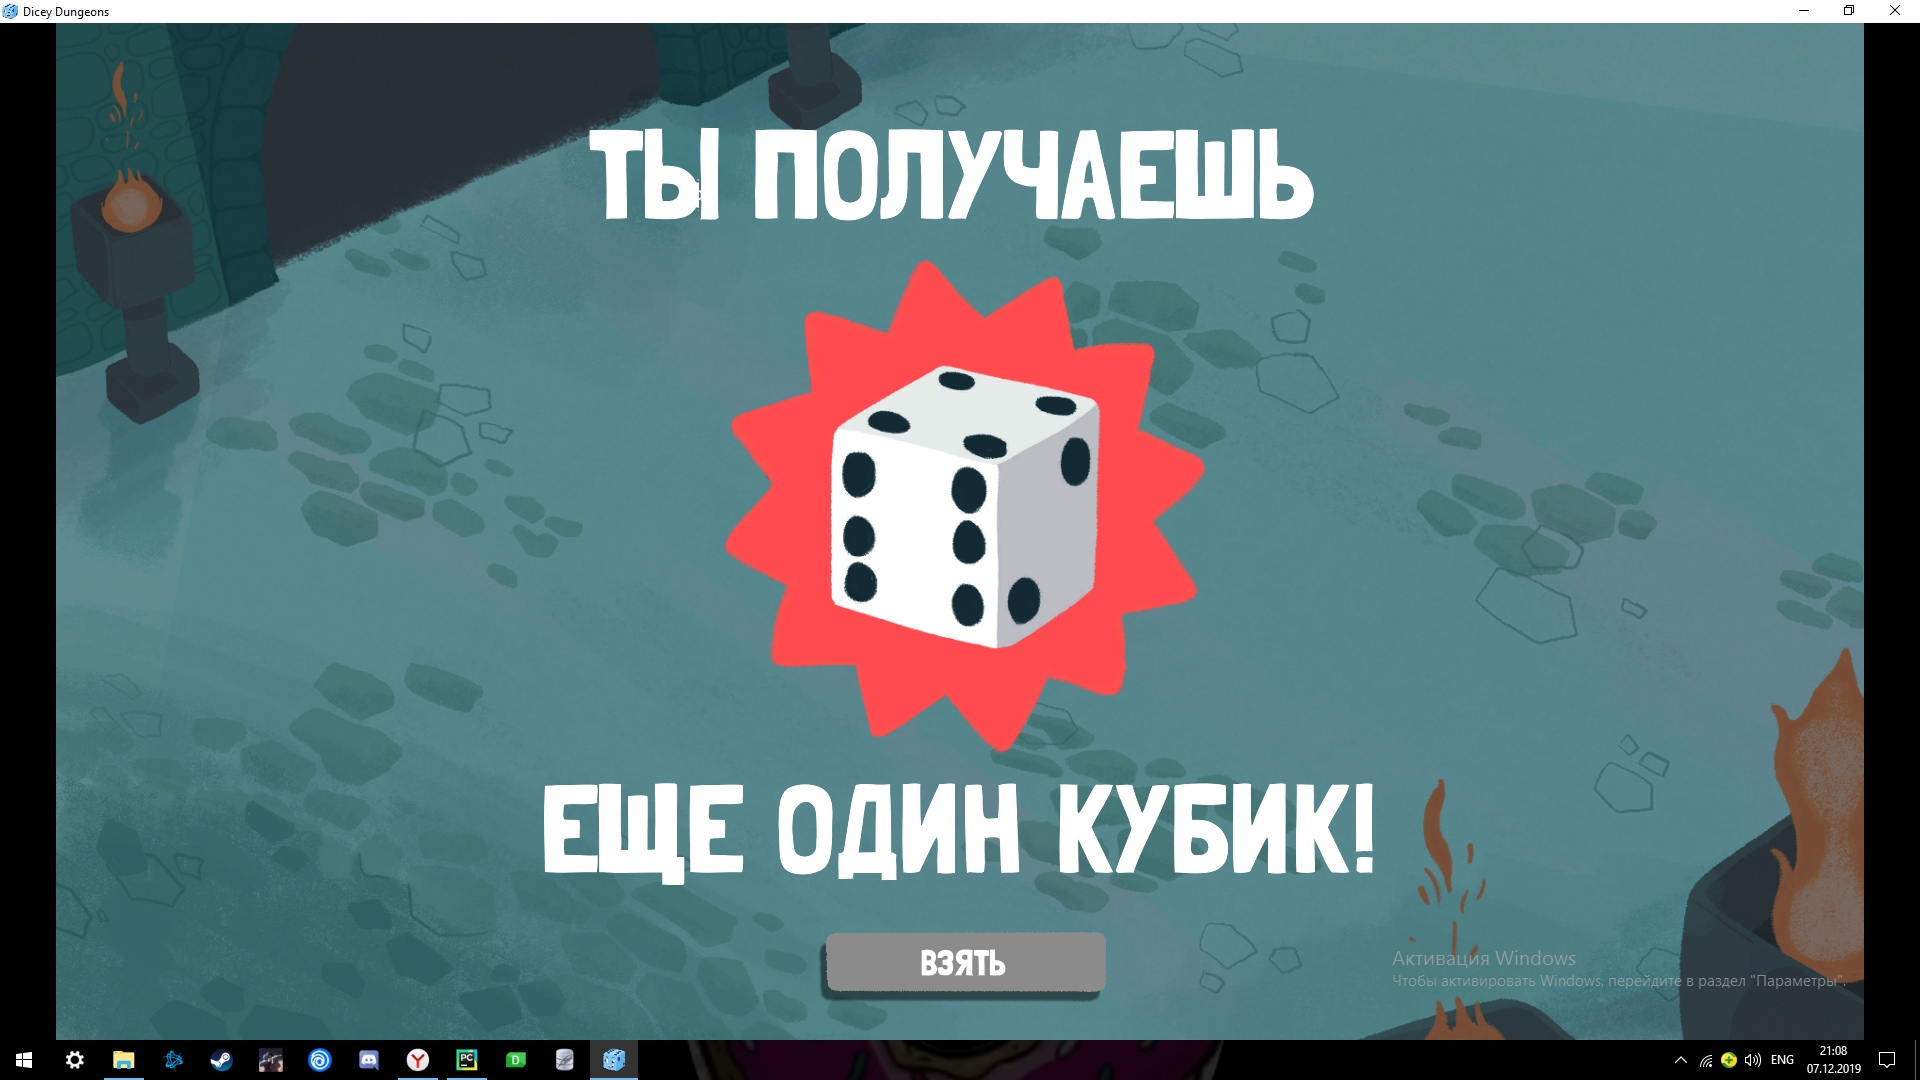 Dicey Dungeons
ТЫ ПОЛУЧАЕШЬ
ЕЩЕ ОДИН КУБИК!
ВЗЯТЬ
Активация Windows
Чтобы активировать Windows, перейдите в раздел "Параметры".
PC
D
ENG
21:08
07.12.2019